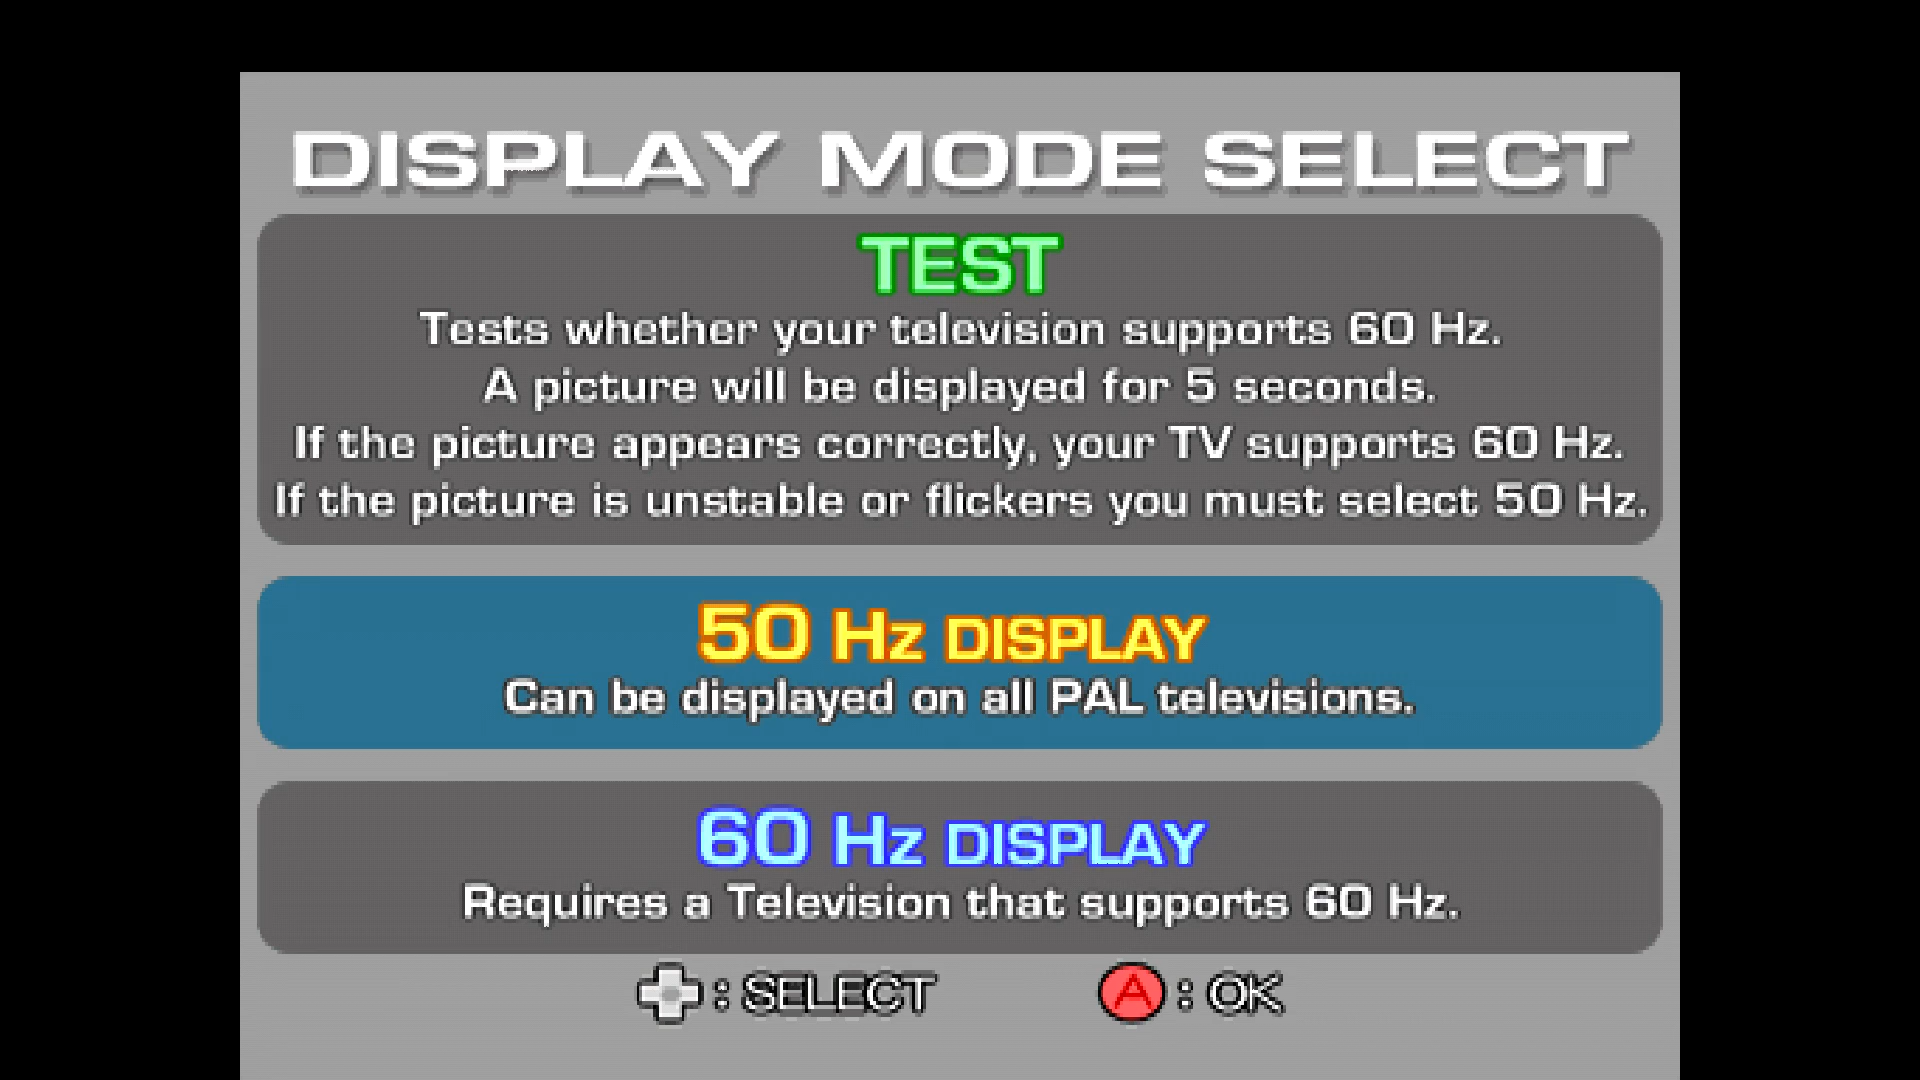 DISPLAY MODE SELECT
TEST
Tests whether your television supports 60 Hz.
A picture will be displayed for 5 seconds.
If the picture appears correctly, your TV supports 60 Hz.
If the picture is unstable or flickers you must select 50 Hz.
50 Hz DISPLAY
Can be displayed on all PAL televisions.
60 Hz DISPLAY
Requires a Television that supports 60 Hz.
: SELECT A : OK